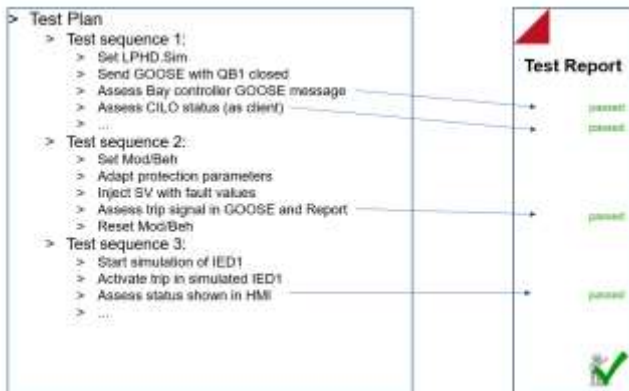 > Test Plan
> Test sequence 1:
> Set LPHD.Sim
> Send GOOSE with QB1 closed
> Assess Bay controller GOOSE message
> Assess CILO status (as client)
> ...
> Test sequence 2:
> Set Mod/Beh
> Adapt protection parameters
> Inject SV with fault values
> Assess trip signal in GOOSE and Report
> Reset Mod/Beh
> Test sequence 3:
> Start simulation of IED1
> Activate trip in simulated IED1
> Assess status shown in HMI
> ...
Test Report
passed
passed
passed
passed